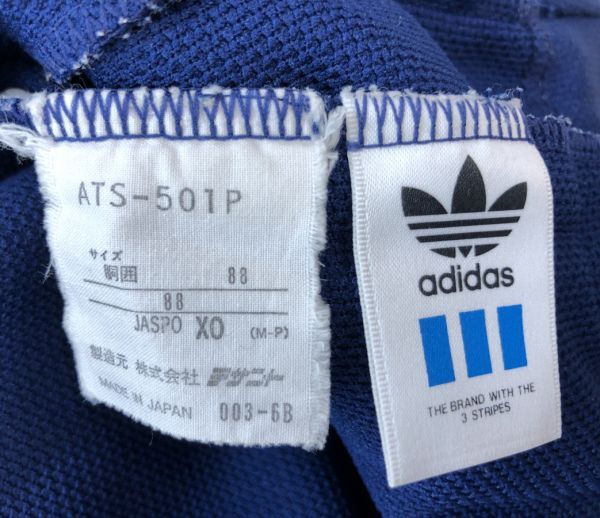 ATS-501P
サイズ
胴囲 88
88
JASPO XO (M-P)
製造元 株式会社 デサント
MADE IN JAPAN 003-6B
adidas
THE BRAND WITH THE
3 STRIPES